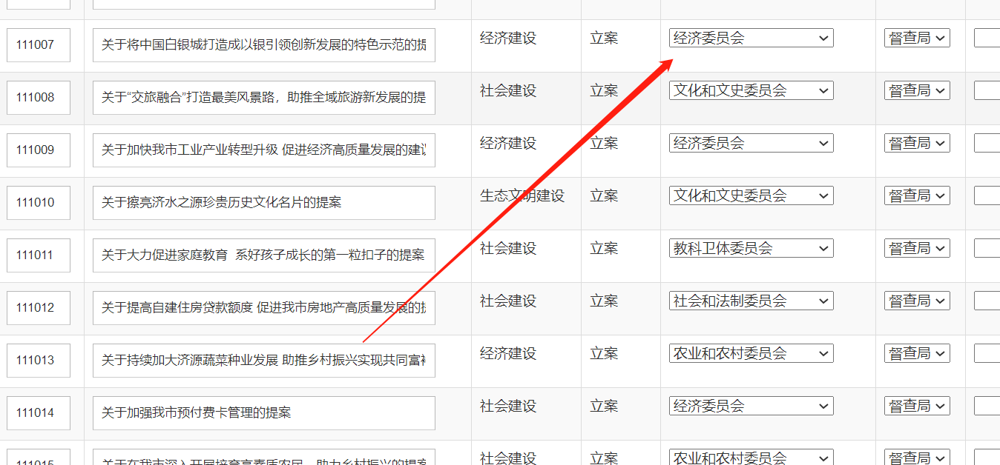 111007 关于将中国白银城打造成以银引领创新发展的特色示范的提 经济建设 立案 经济委员会 督查局
111008 关于“交旅融合”打造最美风景路，助推全域旅游新发展的提 社会建设 立案 文化和文史委员会 督查局
111009 关于加快我市工业产业转型升级 促进经济高质量发展的建议 经济建设 立案 经济委员会 督查局
111010 关于擦亮济水之源珍贵历史文化名片的提案 生态文明建设 立案 文化和文史委员会 督查局
111011 关于大力促进家庭教育 系好孩子成长的第一粒扣子的提案 社会建设 立案 教科卫体委员会 督查局
111012 关于提高自建住房贷款额度 促进我市房地产高质量发展的 社会建设 立案 社会和法制委员会 督查局
111013 关于持续加大济源蔬菜种业发展 助推乡村振兴实现共同富 经济建设 立案 农业和农村委员会 督查局
111014 关于加强我市预付费卡管理的提案 社会建设 立案 经济委员会 督查局
111015 关于在我市深入开展培育高素质农民 助力乡村振兴的提案 社会建设 立案 农业和农村委员会 督查局